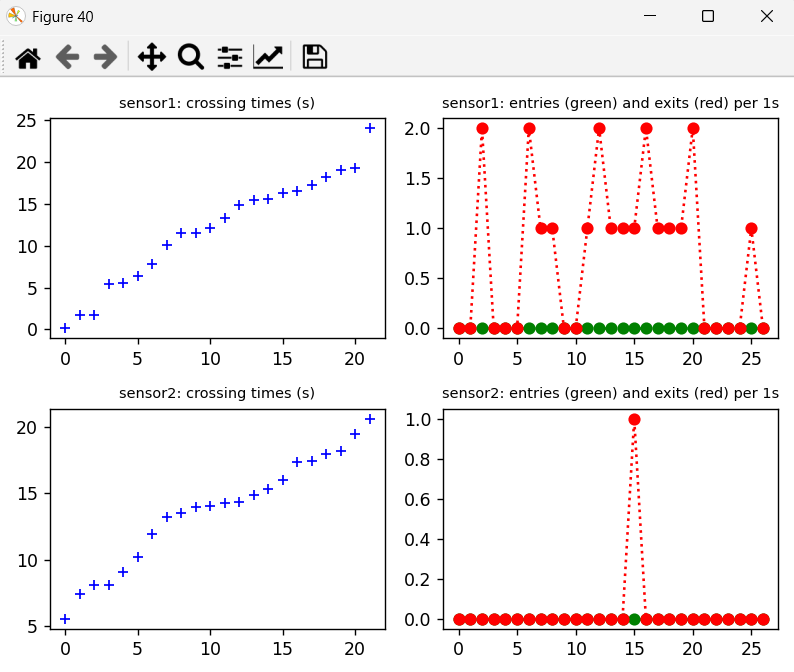 Figure 40
sensor1: crossing times (s)
25
20
15
10
5
0
0 5 10 15 20
sensor1: entries (green) and exits (red) per 1s
2.0
1.5
1.0
0.5
0.0
0 5 10 15 20 25
sensor2: crossing times (s)
20
15
10
5
0 5 10 15 20
sensor2: entries (green) and exits (red) per 1s
1.0
0.8
0.6
0.4
0.2
0.0
0 5 10 15 20 25